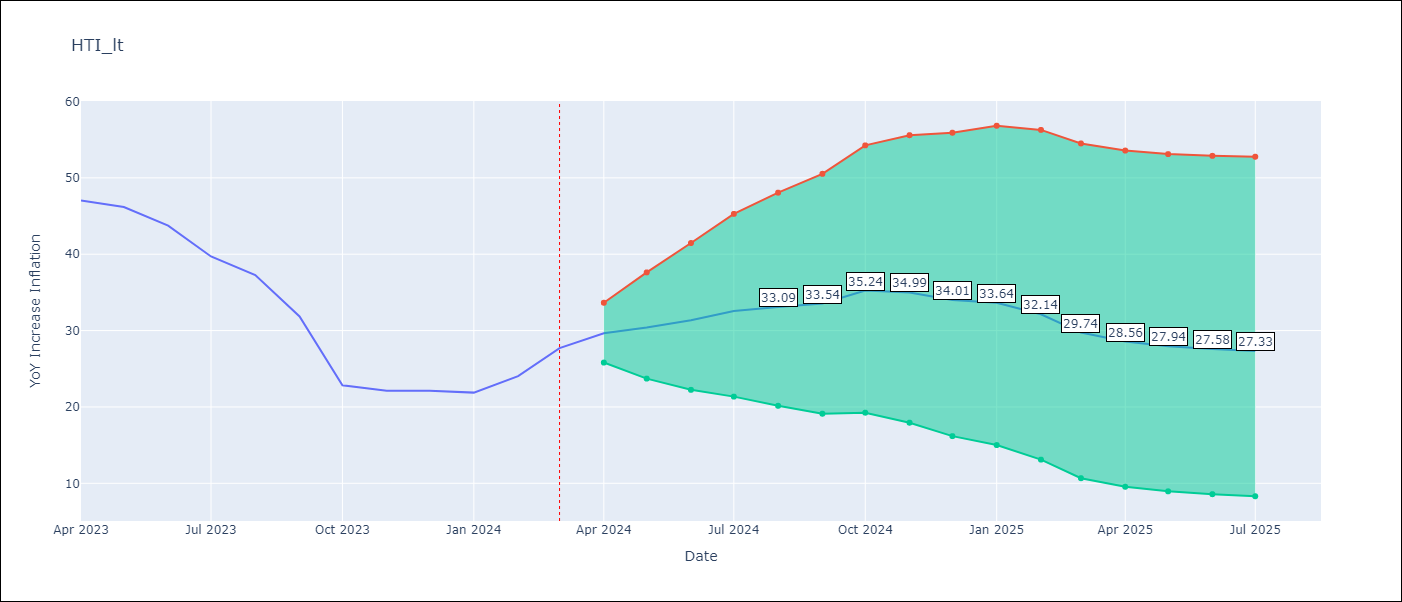 HTI_lt
60
50
40
30
20
10
YoY Increase Inflation
33.09
33.54
35.24
34.99
34.01
33.64
32.14
29.74
28.56
27.94
27.58
27.33
Apr 2023
Jul 2023
Oct 2023
Jan 2024
Apr 2024
Jul 2024
Oct 2024
Jan 2025
Apr 2025
Jul 2025
Date